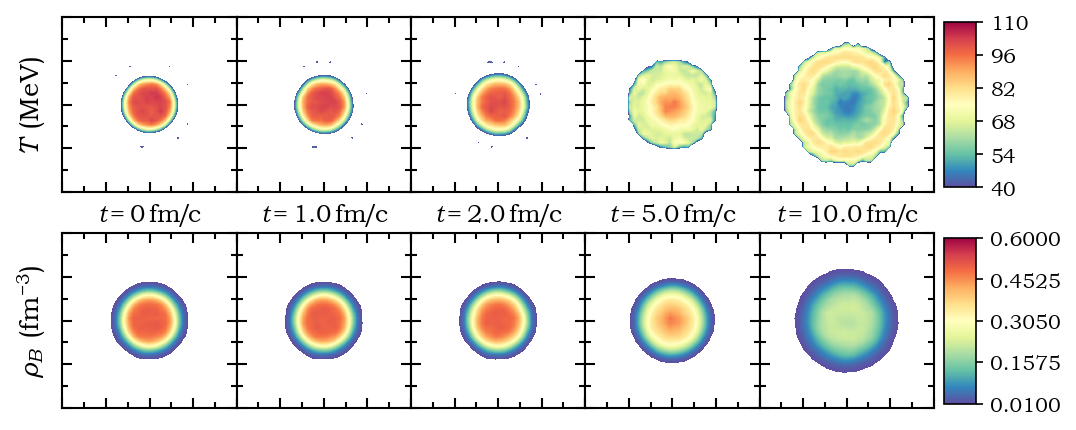 T (MeV)
110
96
82
68
54
40
t = 0 fm/c
t = 1.0 fm/c
t = 2.0 fm/c
t = 5.0 fm/c
t = 10.0 fm/c
ρ_B (fm⁻³)
0.6000
0.4525
0.3050
0.1575
0.0100